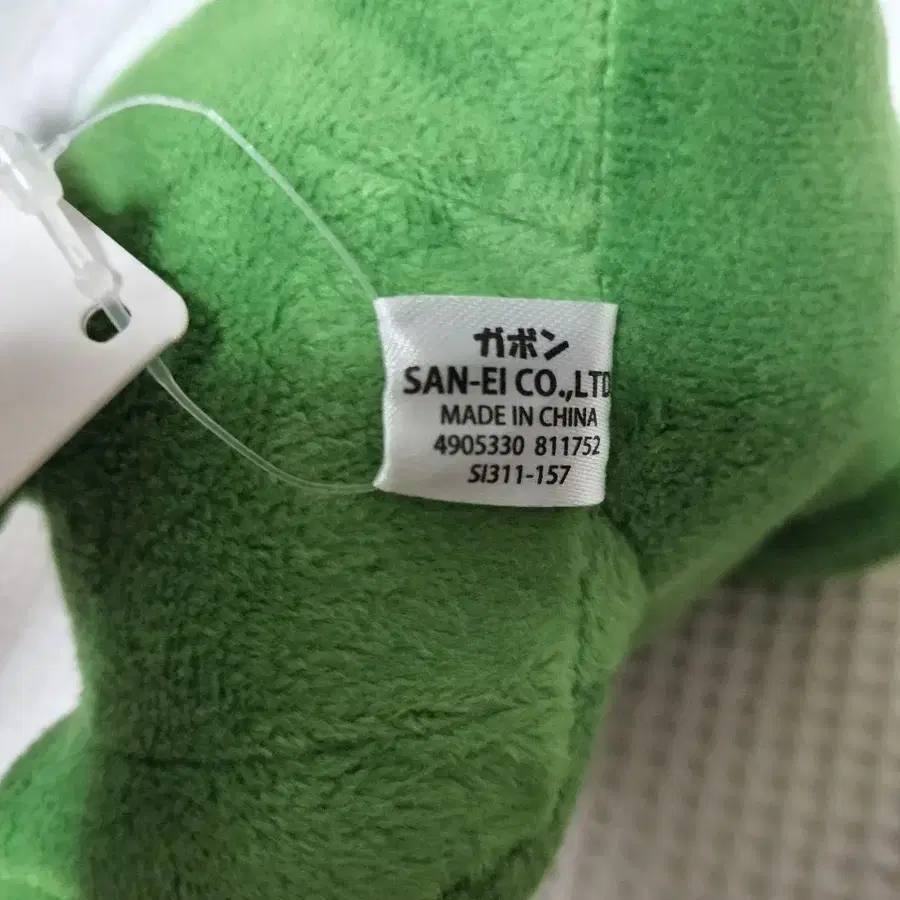 ガボン
SAN-EI CO.,LTD
MADE IN CHINA
4905330 811752
SI311-157